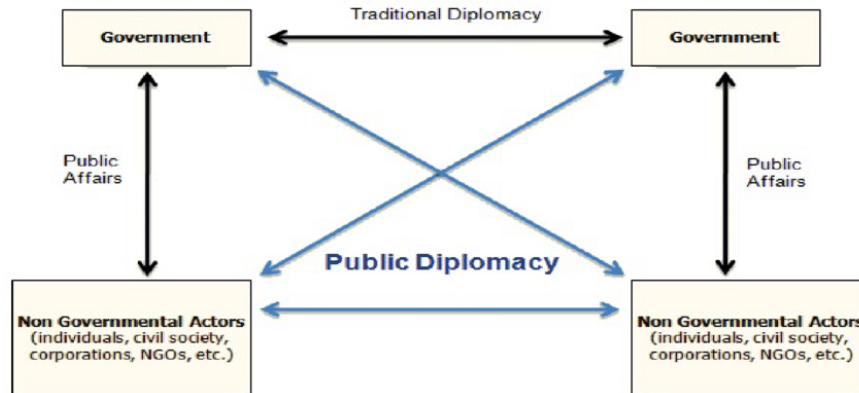 Traditional Diplomacy
Government
Government
Public
Affairs
Public
Affairs
Public Diplomacy
Non Governmental Actors
(individuals, civil society,
corporations, NGOs, etc.)
Non Governmental Actors
(individuals, civil society,
corporations, NGOs, etc.)